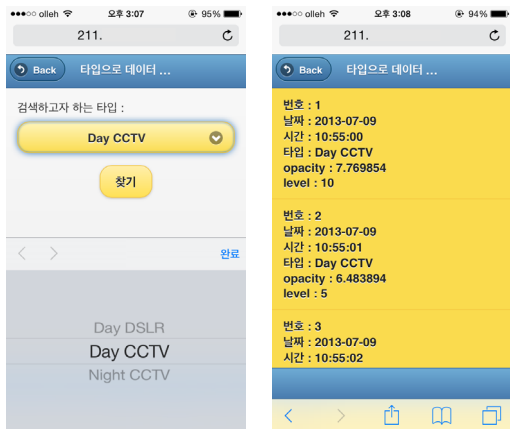 olleh 오후 3:07 95%
211.
Back 타입으로 데이터 ...
검색하고자 하는 타입 :
Day CCTV
찾기
완료
Day DSLR
Day CCTV
Night CCTV
olleh 오후 3:08 94%
211.
Back 타입으로 데이터 ...
번호 : 1
날짜 : 2013-07-09
시간 : 10:55:00
타입 : Day CCTV
opacity : 7.769854
level : 10
번호 : 2
날짜 : 2013-07-09
시간 : 10:55:01
타입 : Day CCTV
opacity : 6.483894
level : 5
번호 : 3
날짜 : 2013-07-09
시간 : 10:55:02